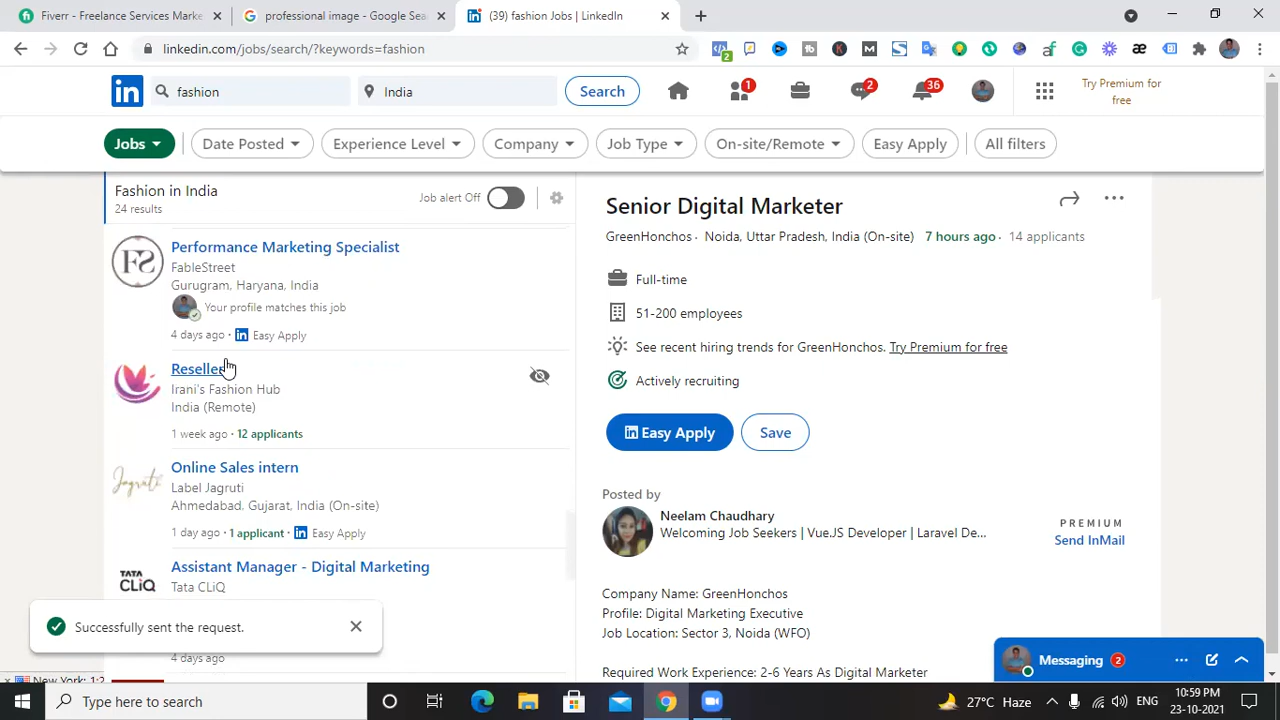 Fiverr - Freelance Services Marke
professional image - Google Sea
(39) fashion Jobs | LinkedIn
linkedin.com/jobs/search/?keywords=fashion
fashion
India
Search
1
2
36
Try Premium for
free
Jobs
Date Posted
Experience Level
Company
Job Type
On-site/Remote
Easy Apply
All filters
Fashion in India
24 results
Job alert Off
Performance Marketing Specialist
FableStreet
Gurugram, Haryana, India
Your profile matches this job
4 days ago · Easy Apply
Reseller
Irani's Fashion Hub
India (Remote)
1 week ago · 12 applicants
Online Sales intern
Label Jagruti
Ahmedabad, Gujarat, India (On-site)
1 day ago · 1 applicant · Easy Apply
Assistant Manager - Digital Marketing
TATA
CLiQ
Tata CLiQ
4 days ago
Successfully sent the request.
Senior Digital Marketer
GreenHonchos · Noida, Uttar Pradesh, India (On-site) 7 hours ago · 14 applicants
Full-time
51-200 employees
See recent hiring trends for GreenHonchos. Try Premium for free
Actively recruiting
Easy Apply
Save
Posted by
Neelam Chaudhary
Welcoming Job Seekers | VueJS Developer | Laravel De...
PREMIUM
Send InMail
Company Name: GreenHonchos
Profile: Digital Marketing Executive
Job Location: Sector 3, Noida (WFO)
Required Work Experience: 2-6 Years As Digital Marketer
Messaging 2
Type here to search
27°C Haze
ENG
10:59 PM
23-10-2021